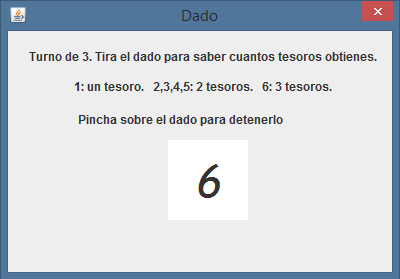 Dado
Turno de 3. Tira el dado para saber cuantos tesoros obtienes.
1: un tesoro. 2,3,4,5: 2 tesoros. 6: 3 tesoros.
Pincha sobre el dado para detenerlo
6